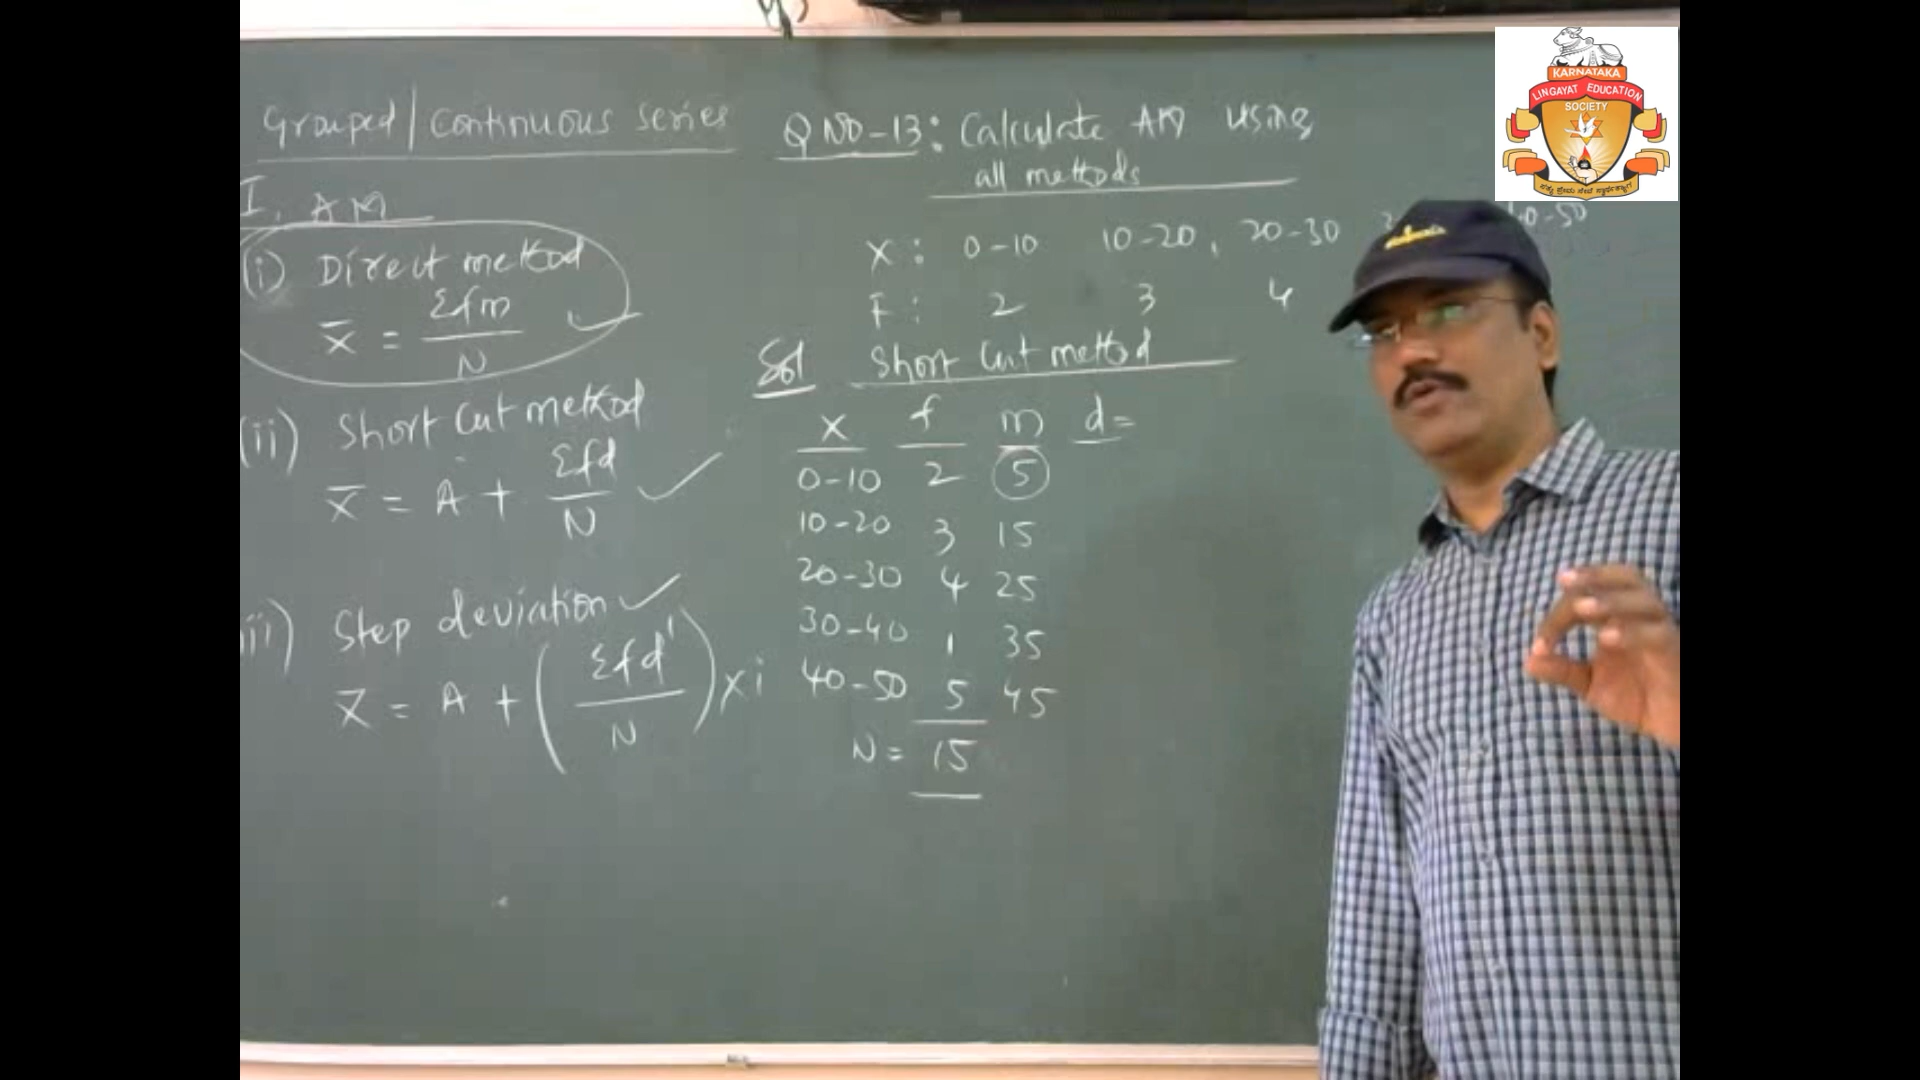 Grouped/Continuous series
I. AM
(i) Direct method
x̄ = Σfm / N
(ii) Short Cut method
x̄ = A + Σfd / N
iii) Step deviation
x̄ = A + (Σfd' / N) x i
Q NO-13: Calculate AM using
all methods
X: 0-10 10-20, 20-30 40-50
F: 2 3 4
Sol Short Cut method
X f m d=
0-10 2 5
10-20 3 15
20-30 4 25
30-40 1 35
40-50 5 45
N = 15
KARNATAKA
LINGAYAT EDUCATION
SOCIETY